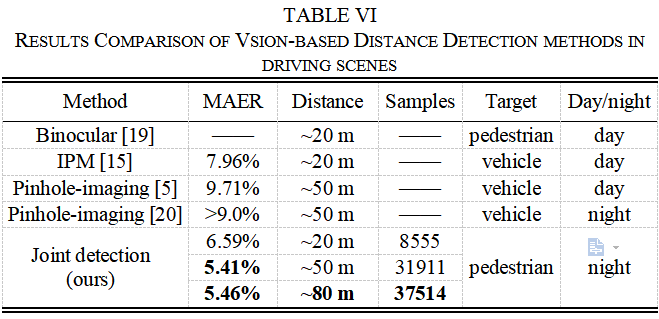 TABLE VI
RESULTS COMPARISON OF VSION-BASED DISTANCE DETECTION METHODS IN
DRIVING SCENES
Method MAER Distance Samples Target Day/night
Binocular [19] —— ~20 m —— pedestrian day
IPM [15] 7.96% ~20 m —— vehicle day
Pinhole-imaging [5] 9.71% ~50 m —— vehicle day
Pinhole-imaging [20] >9.0% ~50 m —— vehicle night
Joint detection (ours) 6.59% ~20 m 8555 pedestrian night
5.41% ~50 m 31911
5.46% ~80 m 37514